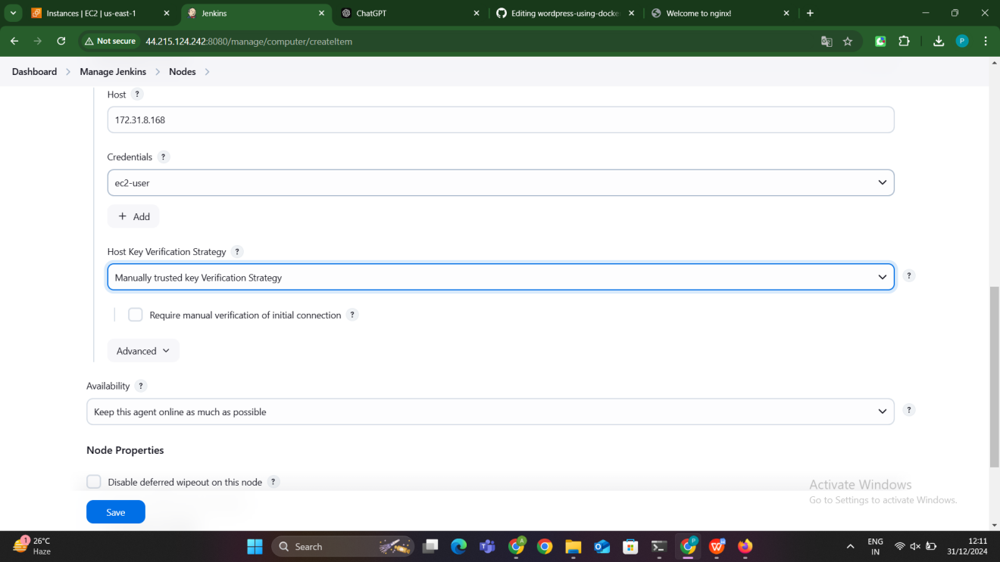 Instances | EC2 | us-east-1
Jenkins
ChatGPT
Editing wordpress-using-docke
Welcome to nginx!
Not secure
44.215.124.242:8080/manage/computer/createItem
P
Dashboard
Manage Jenkins
Nodes
Host ?
172.31.8.168
Credentials ?
ec2-user
+ Add
Host Key Verification Strategy ?
Manually trusted key Verification Strategy
?
Require manual verification of initial connection ?
Advanced
Availability ?
Keep this agent online as much as possible
?
Node Properties
Disable deferred wipeout on this node ?
Save
Activate Windows
Go to Settings to activate Windows.
1
26°C
Haze
Search
A
P
ENG
IN
12:11
31/12/2024